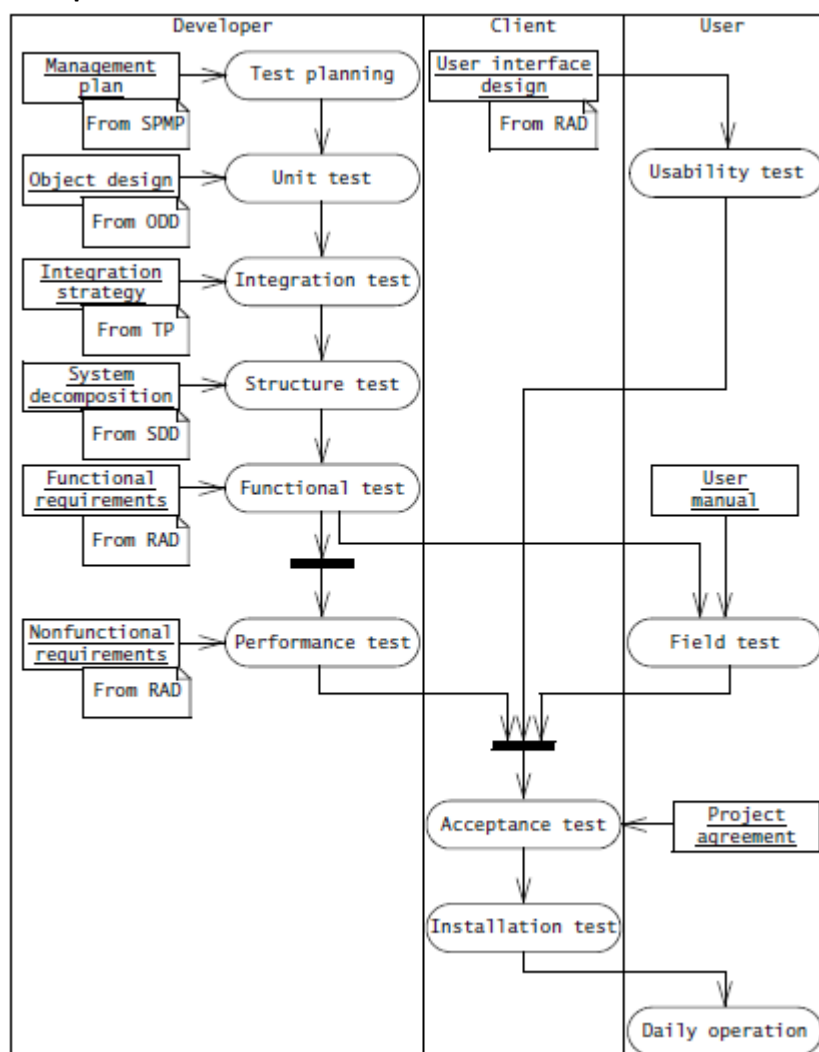 Developer
Client
User
Management
plan
From SPMP
Test planning
User interface
design
From RAD
Object design
From ODD
Unit test
Usability test
Integration
strategy
From TP
Integration test
System
decomposition
From SDD
Structure test
Functional
requirements
From RAD
Functional test
User
manual
Nonfunctional
requirements
From RAD
Performance test
Field test
Acceptance test
Project
agreement
Installation test
Daily operation